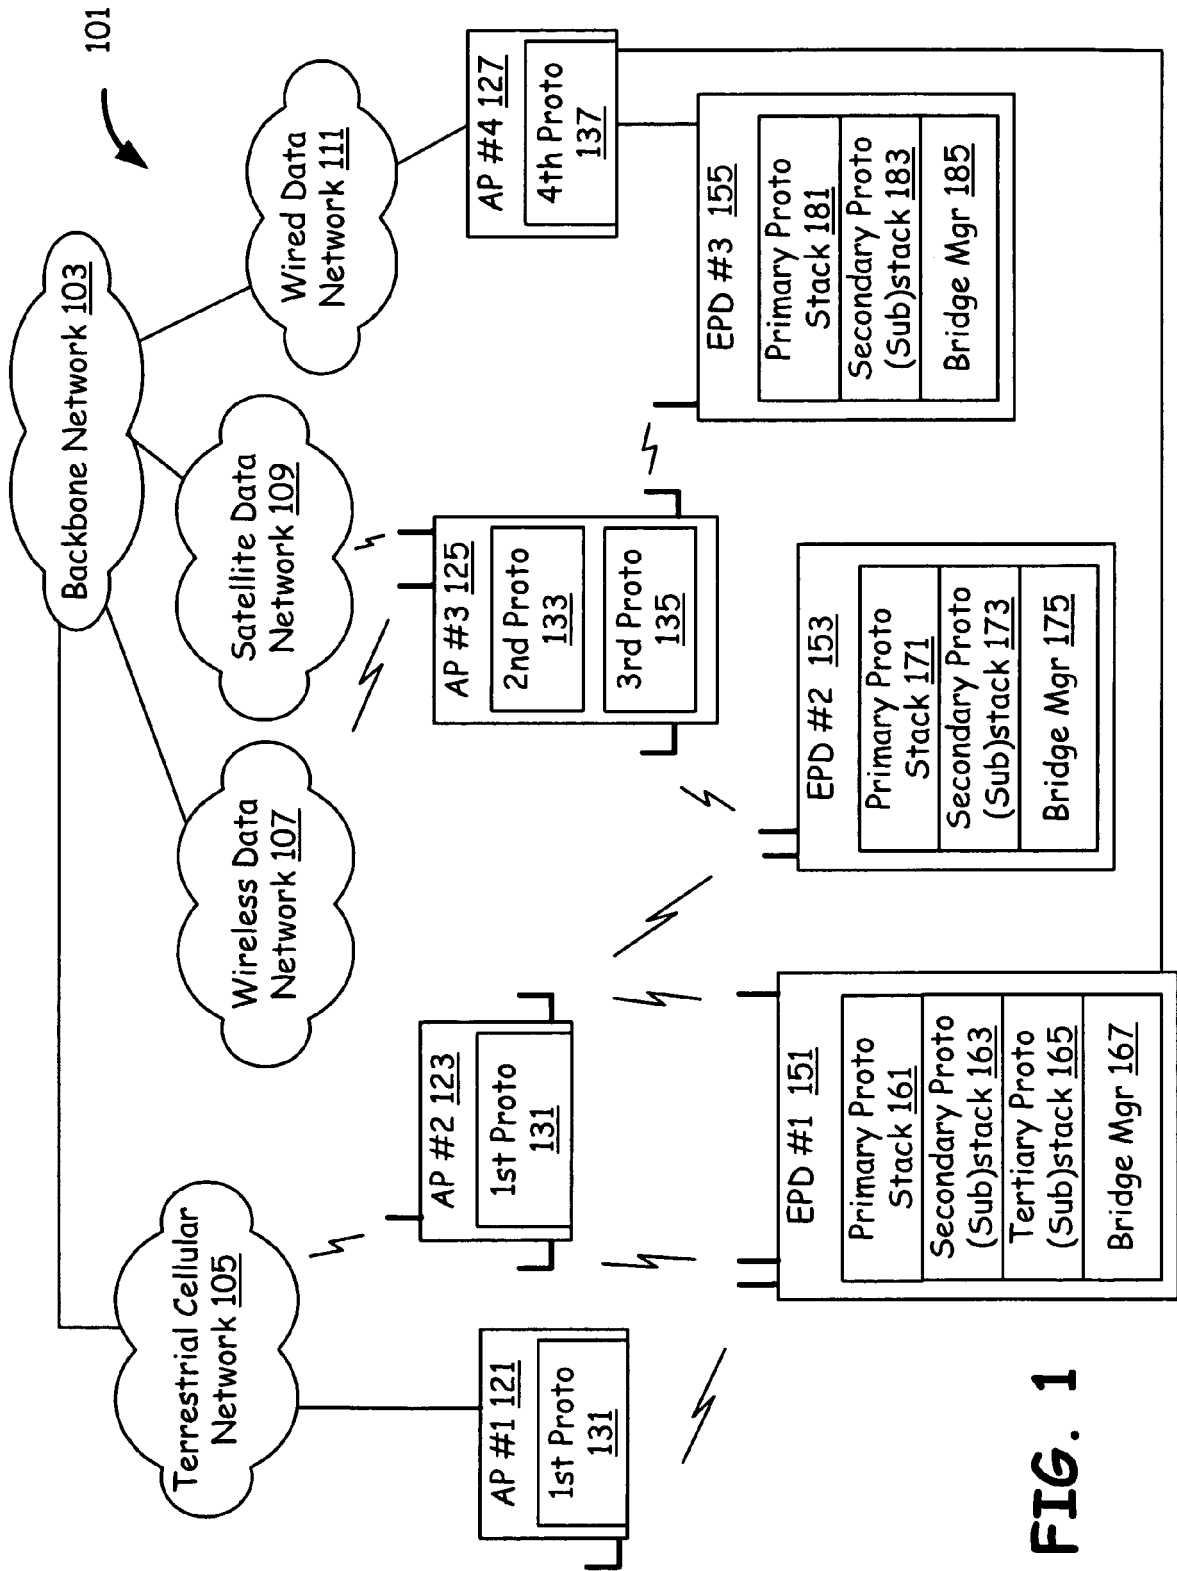 101
Backbone Network 103
Terrestrial Cellular
Network 105
Wireless Data
Network 107
Satellite Data
Network 109
Wired Data
Network 111
AP #1 121
1st Proto
131
AP #2 123
1st Proto
131
AP #3 125
2nd Proto
133
3rd Proto
135
AP #4 127
4th Proto
137
EPD #1 151
Primary Proto
Stack 161
Secondary Proto
(Sub)stack 163
Tertiary Proto
(Sub)stack 165
Bridge Mgr 167
EPD #2 153
Primary Proto
Stack 171
Secondary Proto
(Sub)stack 173
Bridge Mgr 175
EPD #3 155
Primary Proto
Stack 181
Secondary Proto
(Sub)stack 183
Bridge Mgr 185
FIG. 1